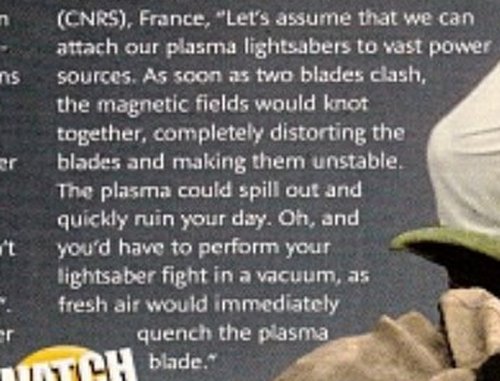 (CNRS), France, "Let's assume that we can
attach our plasma lightsabers to vast power
sources. As soon as two blades clash,
the magnetic fields would knot
together, completely distorting the
blades and making them unstable.
The plasma could spill out and
quickly ruin your day. Oh, and
you'd have to perform your
lightsaber fight in a vacuum, as
fresh air would immediately
quench the plasma
blade."
WATCH